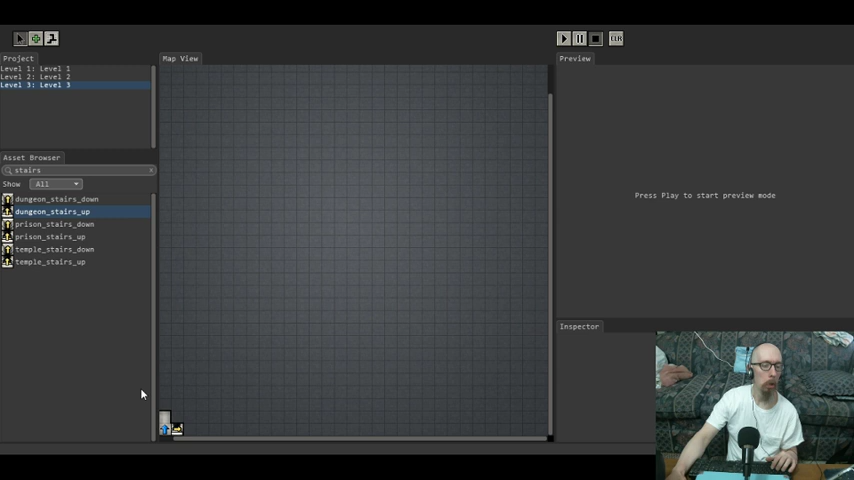 CLR
Project
Map View
Preview
Level 1: Level 1
Level 2: Level 2
Level 3: Level 3
Asset Browser
stairs
Show All
dungeon_stairs_down
dungeon_stairs_up
prison_stairs_down
prison_stairs_up
temple_stairs_down
temple_stairs_up
Press Play to start preview mode
Inspector